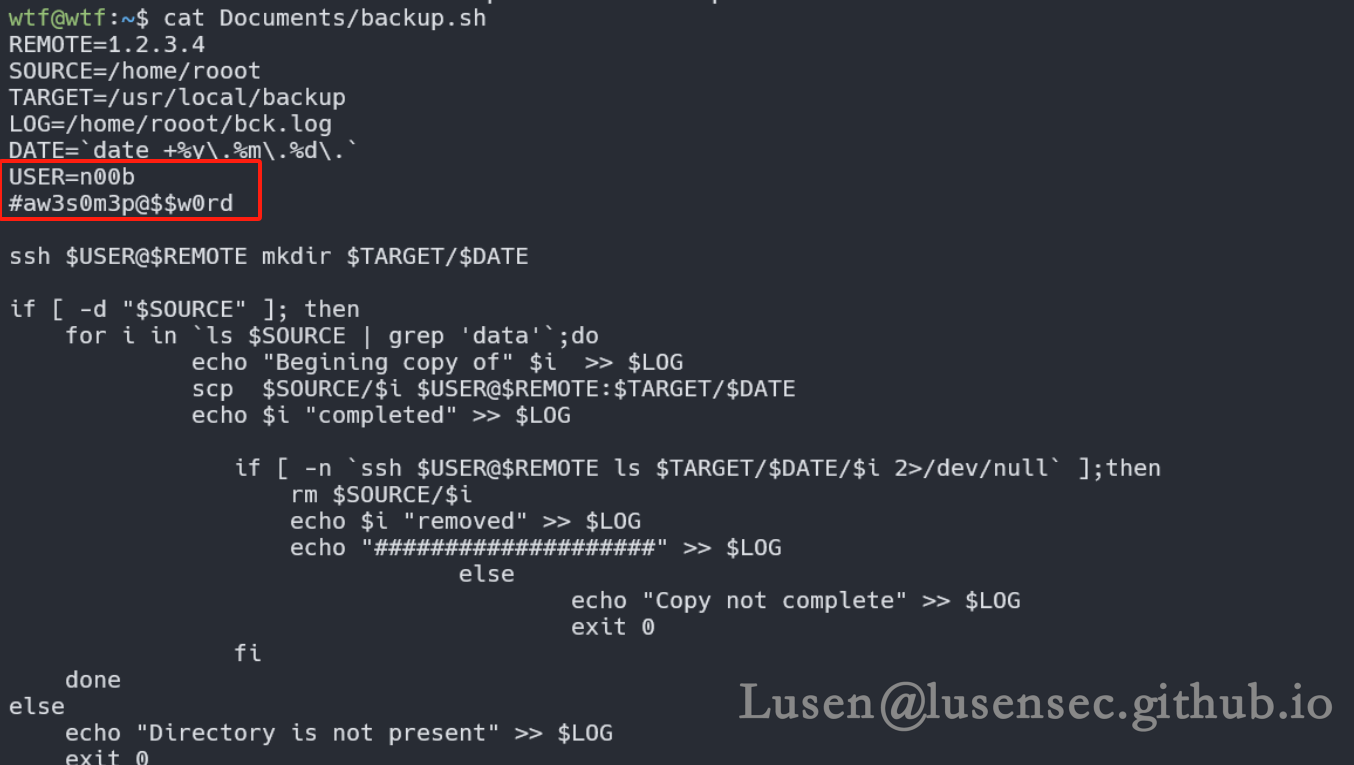 wtf@wtf:~$ cat Documents/backup.sh
REMOTE=1.2.3.4
SOURCE=/home/rooot
TARGET=/usr/local/backup
LOG=/home/rooot/bck.log
DATE=`date +%y\.%m\.%d\.`
USER=n00b
#aw3s0m3p@$$w0rd
ssh $USER@$REMOTE mkdir $TARGET/$DATE
if [ -d "$SOURCE" ]; then
    for i in `ls $SOURCE | grep 'data'`;do
             echo "Begining copy of" $i  >> $LOG
             scp  $SOURCE/$i $USER@$REMOTE:$TARGET/$DATE
             echo $i "completed" >> $LOG
                if [ -n `ssh $USER@$REMOTE ls $TARGET/$DATE/$i 2>/dev/null` ];then
                    rm $SOURCE/$i
                    echo $i "removed" >> $LOG
                    echo "####################" >> $LOG
                                else
                                        echo "Copy not complete" >> $LOG
                                        exit 0
                fi
    done
else
    echo "Directory is not present" >> $LOG
    exit 0
Lusen@lusensec.github.io